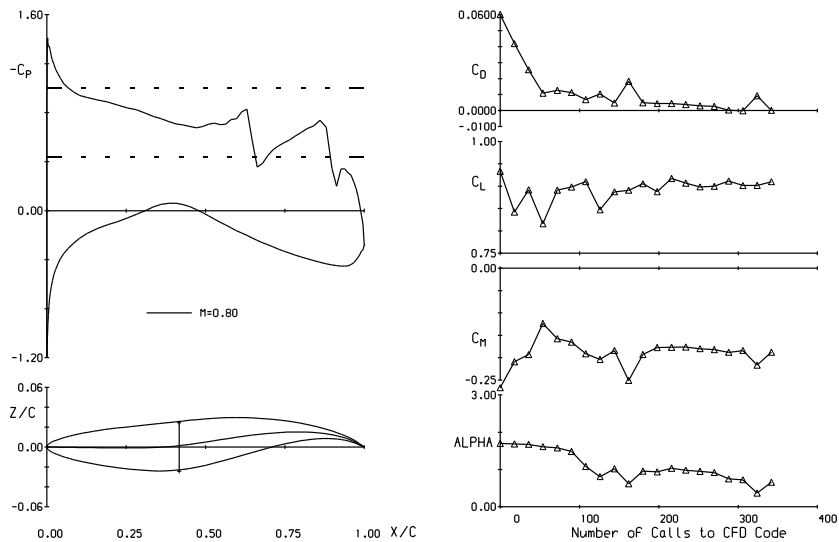 1.60
-CP
0.00
M=0.80
-1.20
0.06
Z/C
0.00
-0.06
0.00 0.25 0.50 0.75 1.00 X/C
0.0600
CD
0.0000
-.0100
1.00
CL
0.75
0.00
CM
-0.25
3.00
ALPHA
0.00
0 100 200 300 400
Number of Calls to CFD Code